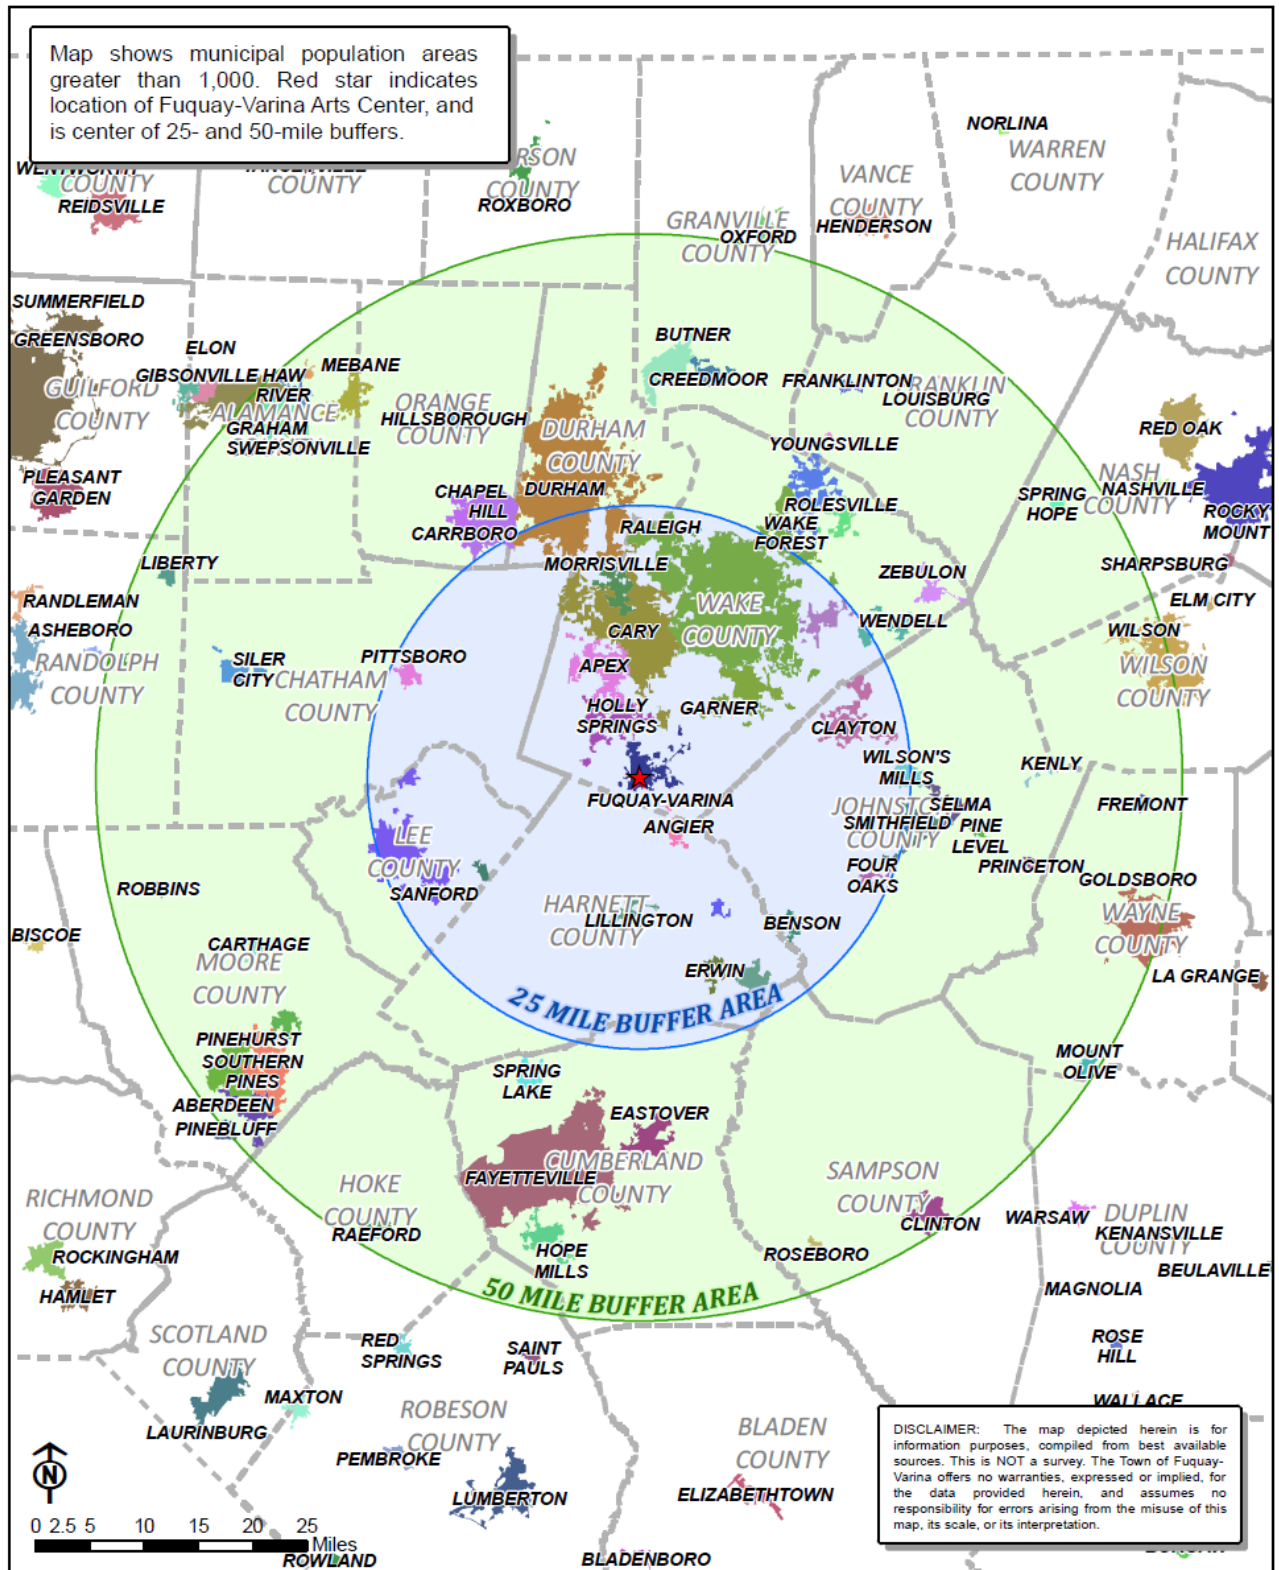 Map shows municipal population areas
greater than 1,000. Red star indicates
location of Fuquay-Varina Arts Center, and
is center of 25- and 50-mile buffers.
NORLINA
WARREN
COUNTY
VANCE
COUNTY
HENDERSON
WENTWORTH
COUNTY
REIDSVILLE
COUNTY
RSON
COUNTY
ROXBORO
GRANVILLE
OXFORD
COUNTY
HALIFAX
COUNTY
SUMMERFIELD
GREENSBORO
GUILFORD
COUNTY
ELON
GIBSONVILLE HAW
RIVER
ALAMANCE
GRAHAM
SWEPSONVILLE
MEBANE
ORANGE
HILLSBOROUGH
COUNTY
DURHAM
COUNTY
DURHAM
BUTNER
CREEDMOOR
FRANKLINTON
RANKLIN
LOUISBURG
COUNTY
YOUNGSVILLE
RED OAK
NASH
NASHVILLE
COUNTY
SPRING
HOPE
ROCKY
MOUNT
PLEASANT
GARDEN
CHAPEL
HILL
CARRBORO
RALEIGH
ROLESVILLE
WAKE
FOREST
MORRISVILLE
LIBERTY
ZEBULON
SHARPSBURG
ELM CITY
RANDLEMAN
ASHEBORO
RANDOLPH
COUNTY
WAKE
COUNTY
CARY
WENDELL
WILSON
WILSON
COUNTY
SILER
CITY
CHATHAM
COUNTY
PITTSBORO
APEX
HOLLY
SPRINGS
GARNER
CLAYTON
WILSON'S
MILLS
KENLY
FUQUAY-VARINA
ANGIER
JOHNSTO
SELMA
SMITHFIELD
COUNTY
PINE
LEVEL
FREMONT
LEE
COUNTY
SANFORD
FOUR
OAKS
PRINCETON
GOLDSBORO
WAYNE
COUNTY
ROBBINS
HARNETT
LILLINGTON
COUNTY
BENSON
BISCOE
CARTHAGE
MOORE
COUNTY
ERWIN
LA GRANGE
25 MILE BUFFER AREA
PINEHURST
SOUTHERN
PINES
ABERDEEN
PINEBLUFF
SPRING
LAKE
EASTOVER
MOUNT
OLIVE
CUMBERLAND
COUNTY
FAYETTEVILLE
HOKE
COUNTY
RAEFORD
SAMPSON
COUNTY
CLINTON
WARSAW
DUPLIN
KENANSVILLE
COUNTY
RICHMOND
COUNTY
ROCKINGHAM
HAMLET
HOPE
MILLS
ROSEBORO
BEULAVILLE
MAGNOLIA
50 MILE BUFFER AREA
SCOTLAND
COUNTY
RED
SPRINGS
SAINT
PAULS
ROSE
HILL
MAXTON
LAURINBURG
WALLACE
ROBESON
COUNTY
PEMBROKE
LUMBERTON
BLADEN
COUNTY
ELIZABETHTOWN
BLADENBORO
ROWLAND
N
0 2.5 5 10 15 20 25
Miles
DISCLAIMER: The map depicted herein is for
information purposes, compiled from best available
sources. This is NOT a survey. The Town of Fuquay-
Varina offers no warranties, expressed or implied, for
the data provided herein, and assumes no
responsibility for errors arising from the misuse of this
map, its scale, or its interpretation.